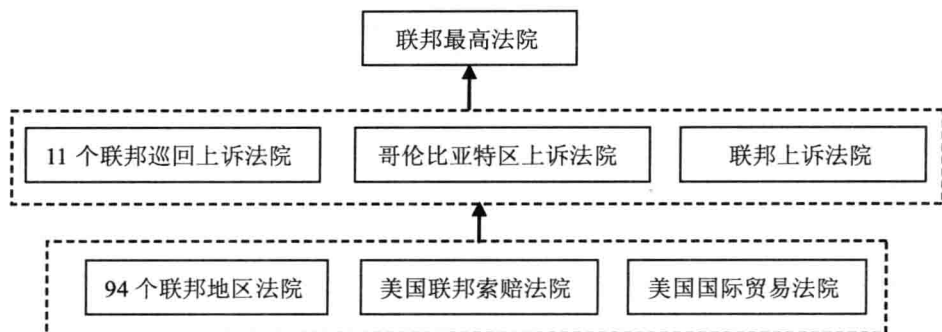 联邦最高法院
11 个联邦巡回上诉法院
哥伦比亚特区上诉法院
联邦上诉法院
94 个联邦地区法院
美国联邦索赔法院
美国国际贸易法院